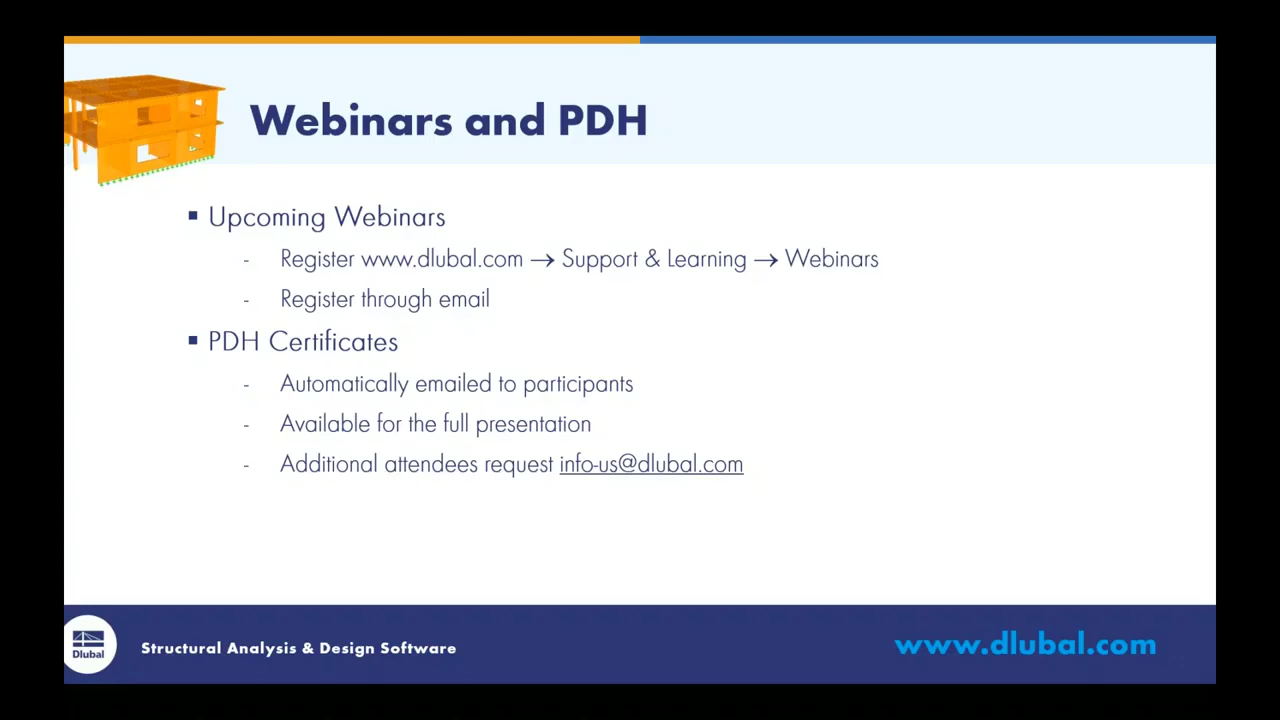 Webinars and PDH
▪ Upcoming Webinars
- Register www.dlubal.com → Support & Learning → Webinars
- Register through email
▪ PDH Certificates
- Automatically emailed to participants
- Available for the full presentation
- Additional attendees request info-us@dlubal.com
Dlubal
Structural Analysis & Design Software
www.dlubal.com